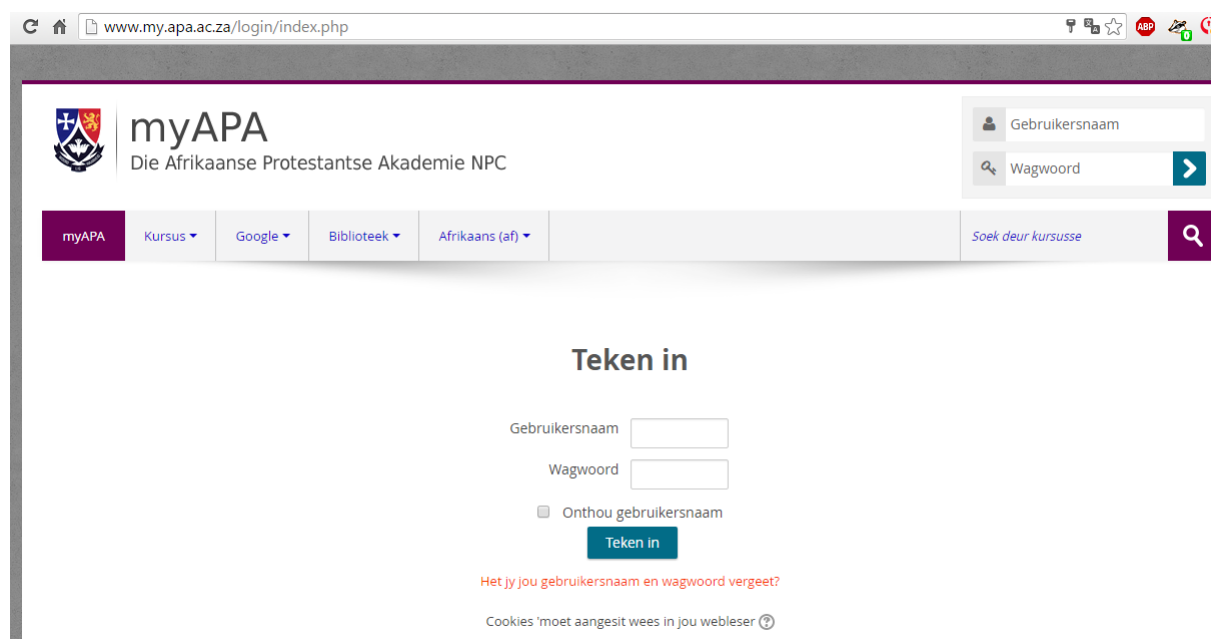 www.my.apa.ac.za/login/index.php
ABP
0
myAPA
Die Afrikaanse Protestantse Akademie NPC
Gebruikersnaam
Wagwoord
myAPA Kursus Google Biblioteek Afrikaans (af) Soek deur kursusse
Teken in
Gebruikersnaam
Wagwoord
Onthou gebruikersnaam
Teken in
Het jy jou gebruikersnaam en wagwoord vergeet?
Cookies 'moet aangesit wees in jou webleser ?